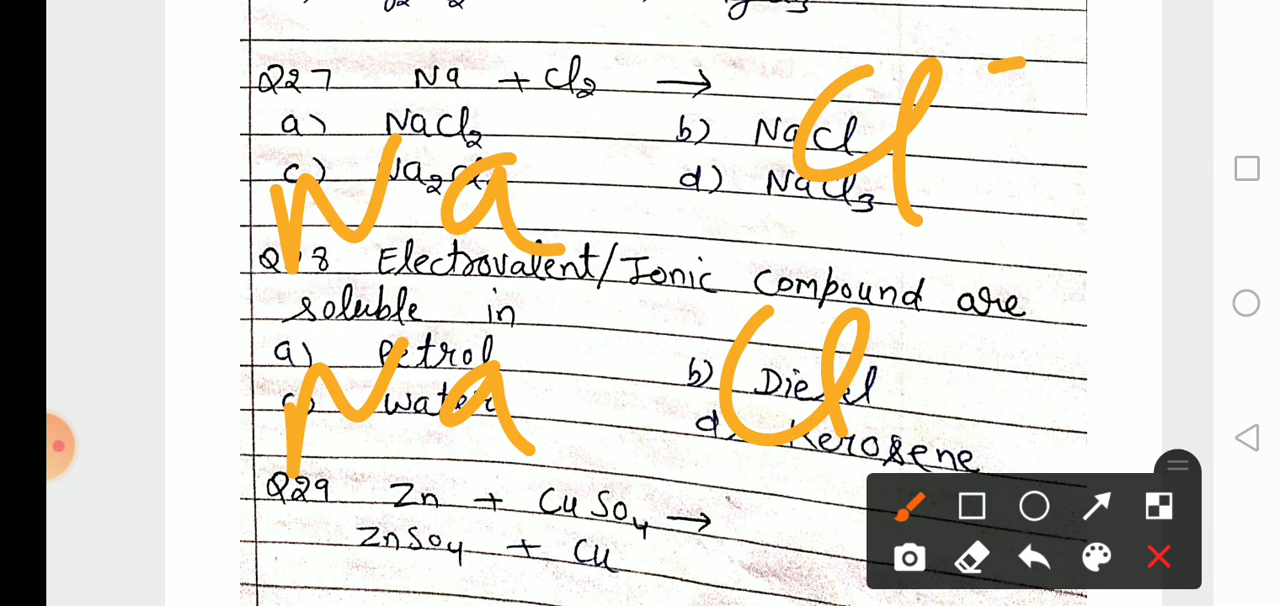 Q27 Na + Cl₂ →
a) NaCl₂ b) NaCl
c) Na₂Cl d) NaCl₃
Cl⁻
Na
Q28 Electrovalent/Ionic Compound are
soluble in
a) Petrol b) Diesel
c) water d) Kerosene
Na Cl
Q29 Zn + CuSO₄ →
ZnSO₄ + Cu